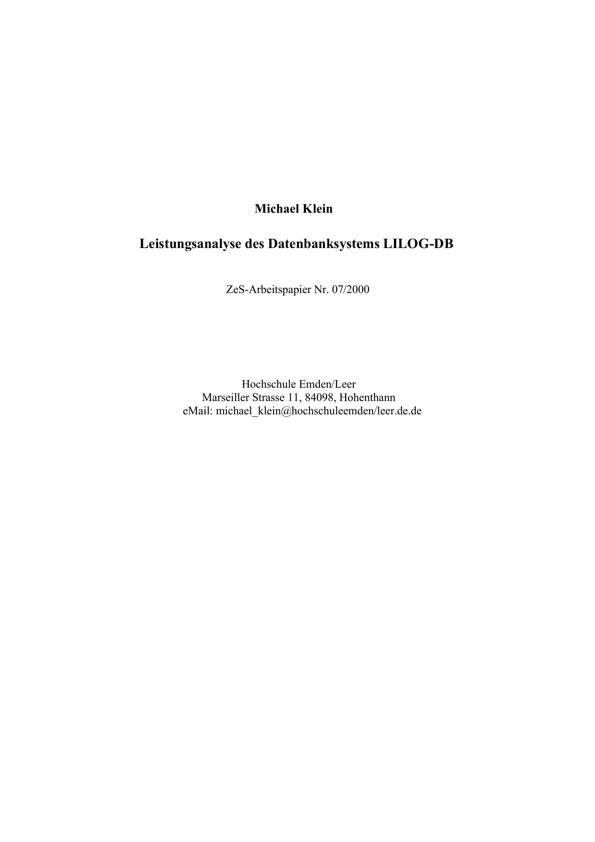 Michael Klein
Leistungsanalyse des Datenbanksystems LILOG-DB
ZeS-Arbeitspapier Nr. 07/2000
Hochschule Emden/Leer
Marseiller Strasse 11, 84098, Hohenthann
eMail: michael_klein@hochschuleemden/leer.de.de